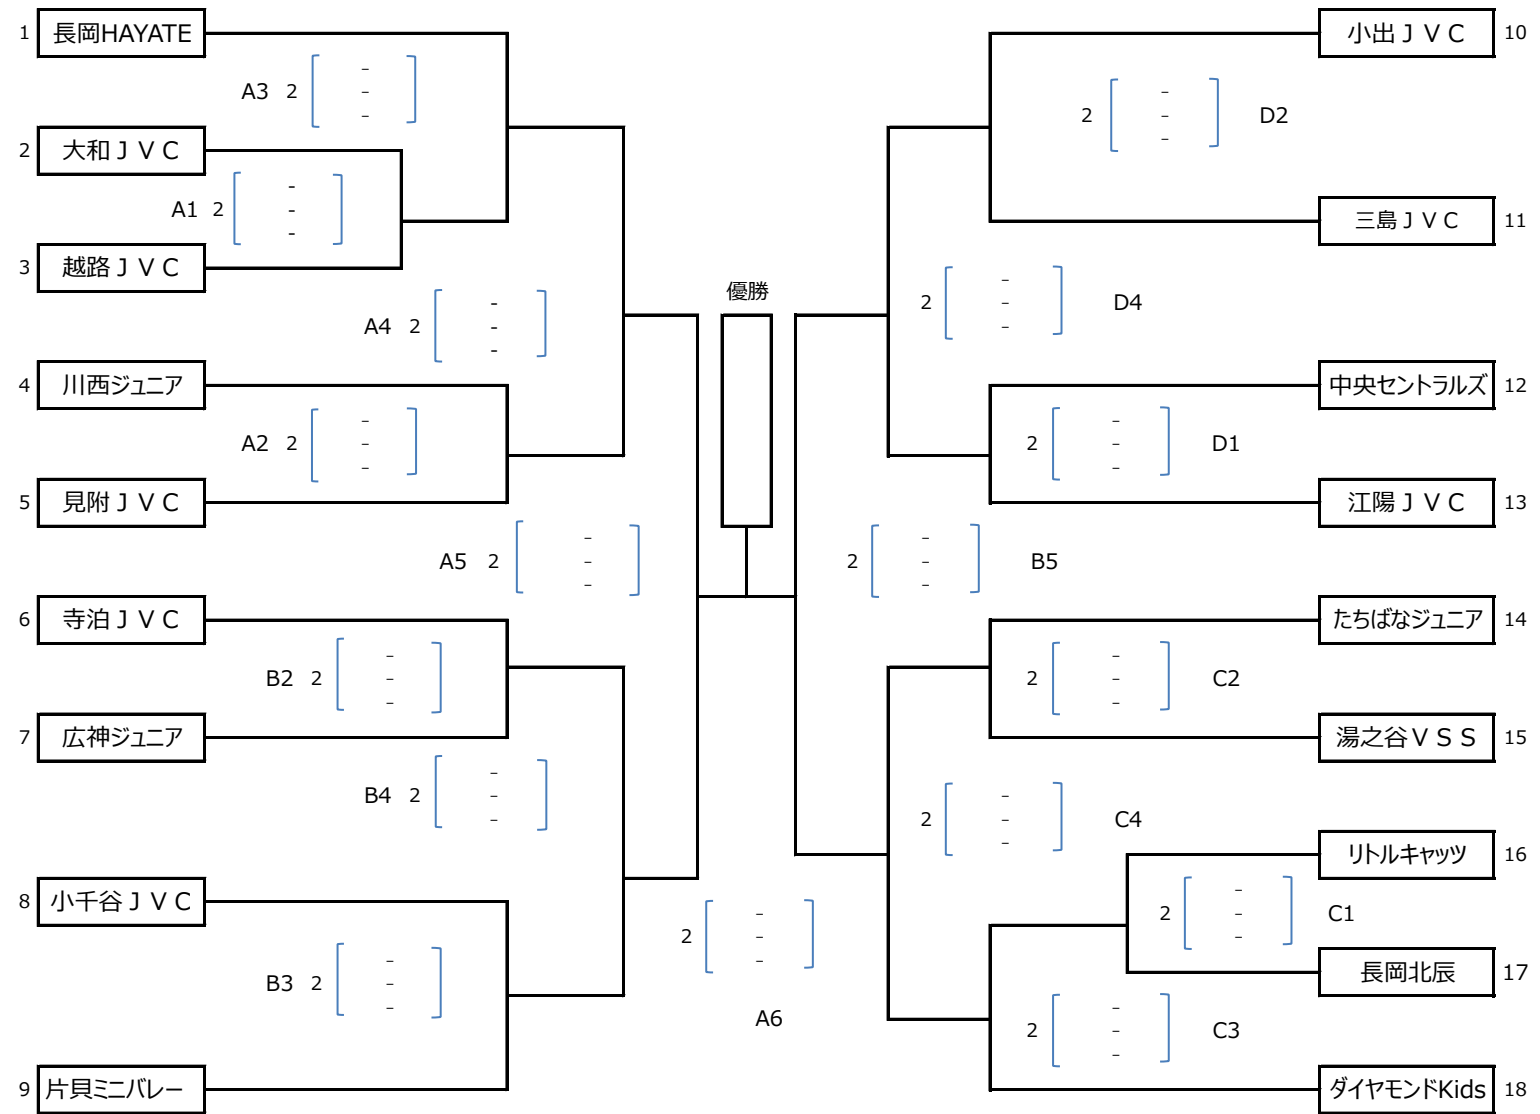 1 長岡HAYATE
A3 2 - - -
2 大和ＪＶＣ
A1 2 - - -
3 越路ＪＶＣ
A4 2 - - -
4 川西ジュニア
A2 2 - - -
5 見附ＪＶＣ
A5 2 - - -
6 寺泊ＪＶＣ
B2 2 - - -
7 広神ジュニア
B4 2 - - -
8 小千谷ＪＶＣ
B3 2 - - -
9 片貝ミニバレー
優勝
2 - - -
A6
小出ＪＶＣ 10
2 - - - D2
三島ＪＶＣ 11
2 - - - D4
中央セントラルズ 12
2 - - - D1
江陽ＪＶＣ 13
2 - - - B5
たちばなジュニア 14
2 - - - C2
湯之谷ＶＳＳ 15
2 - - - C4
リトルキャッツ 16
2 - - - C1
長岡北辰 17
2 - - - C3
ダイヤモンドKids 18